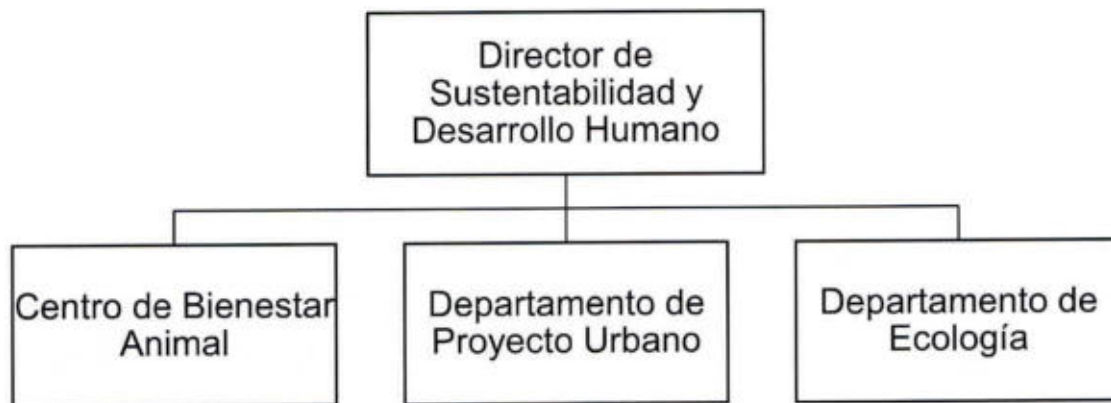 Director de
Sustentabilidad y
Desarrollo Humano
Centro de Bienestar
Animal
Departamento de
Proyecto Urbano
Departamento de
Ecología